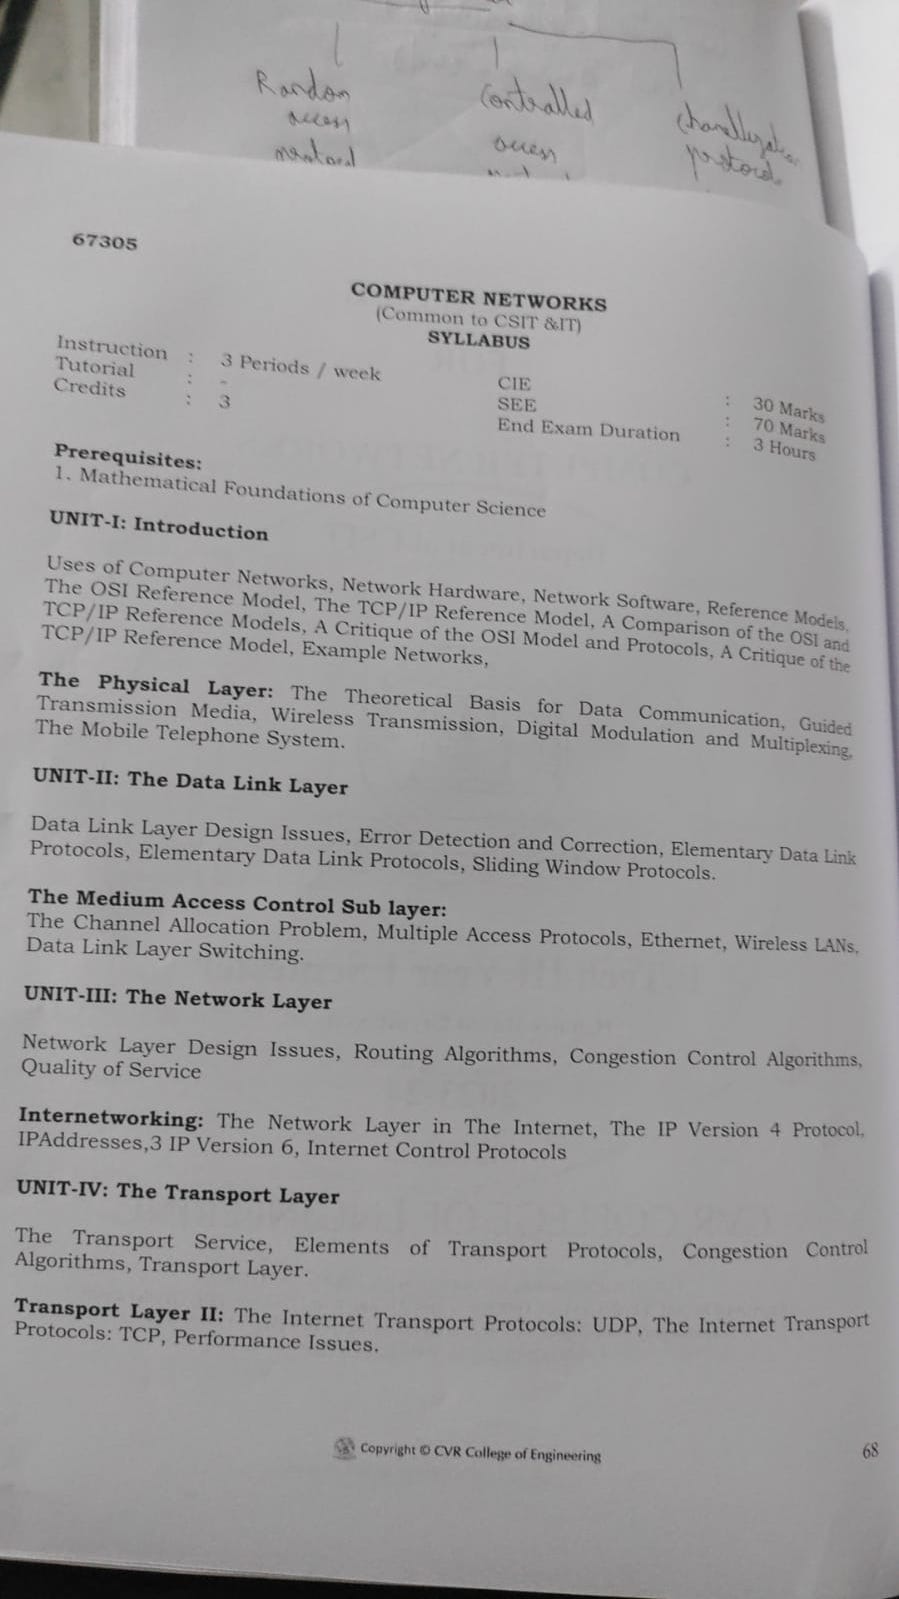 Random
access
Controlled
access
protocol
67305
COMPUTER NETWORKS
(Common to CSIT &IT)
SYLLABUS
Instruction : 3 Periods / week
Tutorial : -
Credits : 3
CIE : 30 Marks
SEE : 70 Marks
End Exam Duration : 3 Hours
Prerequisites:
1. Mathematical Foundations of Computer Science
UNIT-I: Introduction
Uses of Computer Networks, Network Hardware, Network Software, Reference Models,
The OSI Reference Model, The TCP/IP Reference Model, A Comparison of the OSI and
TCP/IP Reference Models, A Critique of the OSI Model and Protocols, A Critique of the
TCP/IP Reference Model, Example Networks,
The Physical Layer: The Theoretical Basis for Data Communication, Guided
Transmission Media, Wireless Transmission, Digital Modulation and Multiplexing,
The Mobile Telephone System.
UNIT-II: The Data Link Layer
Data Link Layer Design Issues, Error Detection and Correction, Elementary Data Link
Protocols, Elementary Data Link Protocols, Sliding Window Protocols.
The Medium Access Control Sub layer:
The Channel Allocation Problem, Multiple Access Protocols, Ethernet, Wireless LANs,
Data Link Layer Switching.
UNIT-III: The Network Layer
Network Layer Design Issues, Routing Algorithms, Congestion Control Algorithms,
Quality of Service
Internetworking: The Network Layer in The Internet, The IP Version 4 Protocol,
IPAddresses,3 IP Version 6, Internet Control Protocols
UNIT-IV: The Transport Layer
The Transport Service, Elements of Transport Protocols, Congestion Control
Algorithms, Transport Layer.
Transport Layer II: The Internet Transport Protocols: UDP, The Internet Transport
Protocols: TCP, Performance Issues.
Copyright © CVR College of Engineering
68